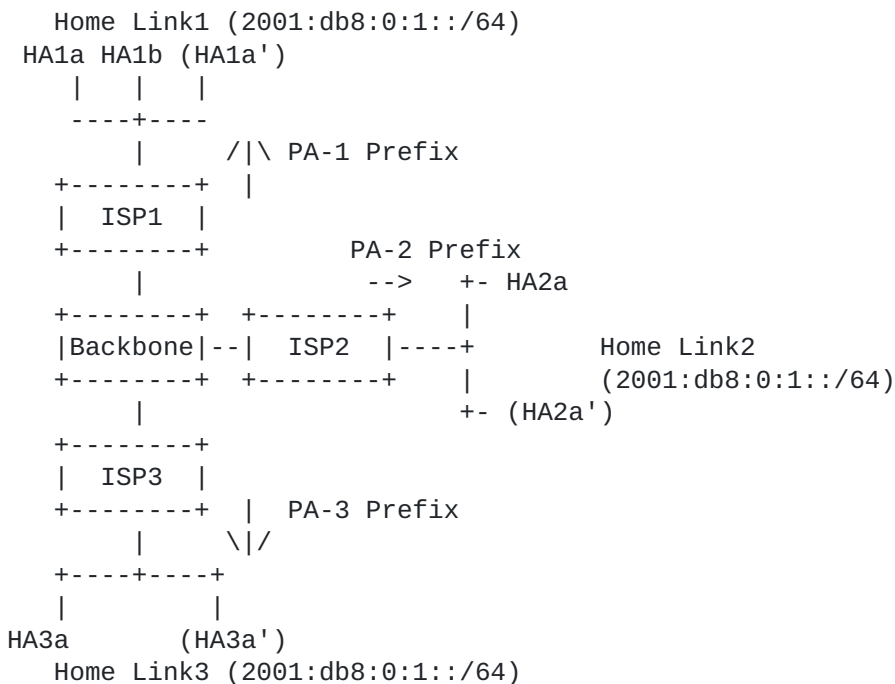 Home Link1 (2001:db8:0:1::/64)
 HA1a HA1b (HA1a')
    |   |   |
    ----+----
        |     /|\ PA-1 Prefix
   +--------+  |
   |  ISP1  |
   +--------+         PA-2 Prefix
        |              -->   +- HA2a
   +--------+  +--------+    |
   |Backbone|--|  ISP2  |----+        Home Link2
   +--------+  +--------+    |        (2001:db8:0:1::/64)
        |                    +- (HA2a')
   +--------+
   |  ISP3  |
   +--------+  |  PA-3 Prefix
        |     \|/
   +----+----+
   |         |
HA3a       (HA3a')
   Home Link3 (2001:db8:0:1::/64)